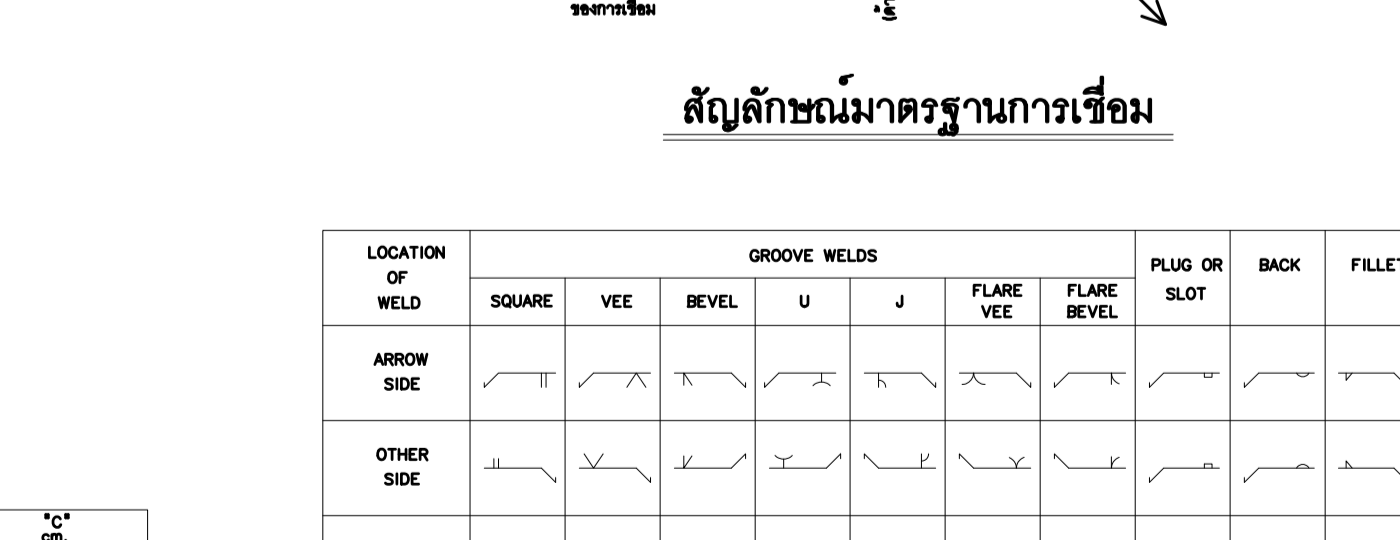 ของการเชื่อม
สัญลักษณ์มาตรฐานการเชื่อม
LOCATION
OF
WELD
GROOVE WELDS
PLUG OR
SLOT
BACK
FILLET
SQUARE
VEE
BEVEL
U
J
FLARE
VEE
FLARE
BEVEL
ARROW
SIDE
OTHER
SIDE
"C"
cm.